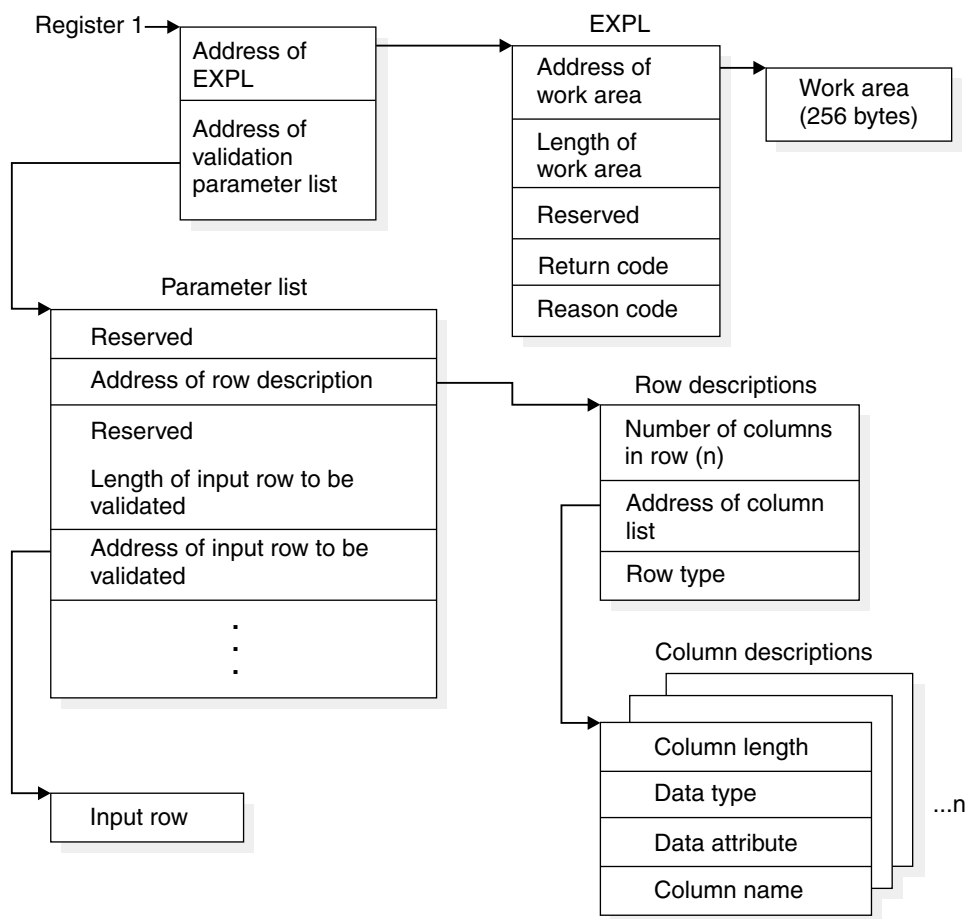 Register 1
Address of
EXPL
Address of
validation
parameter list
EXPL
Address of
work area
Length of
work area
Reserved
Return code
Reason code
Work area
(256 bytes)
Parameter list
Reserved
Address of row description
Reserved
Length of input row to be
validated
Address of input row to be
validated
.
.
.
Row descriptions
Number of columns
in row (n)
Address of column
list
Row type
Column descriptions
Column length
Data type
Data attribute
Column name
...n
Input row